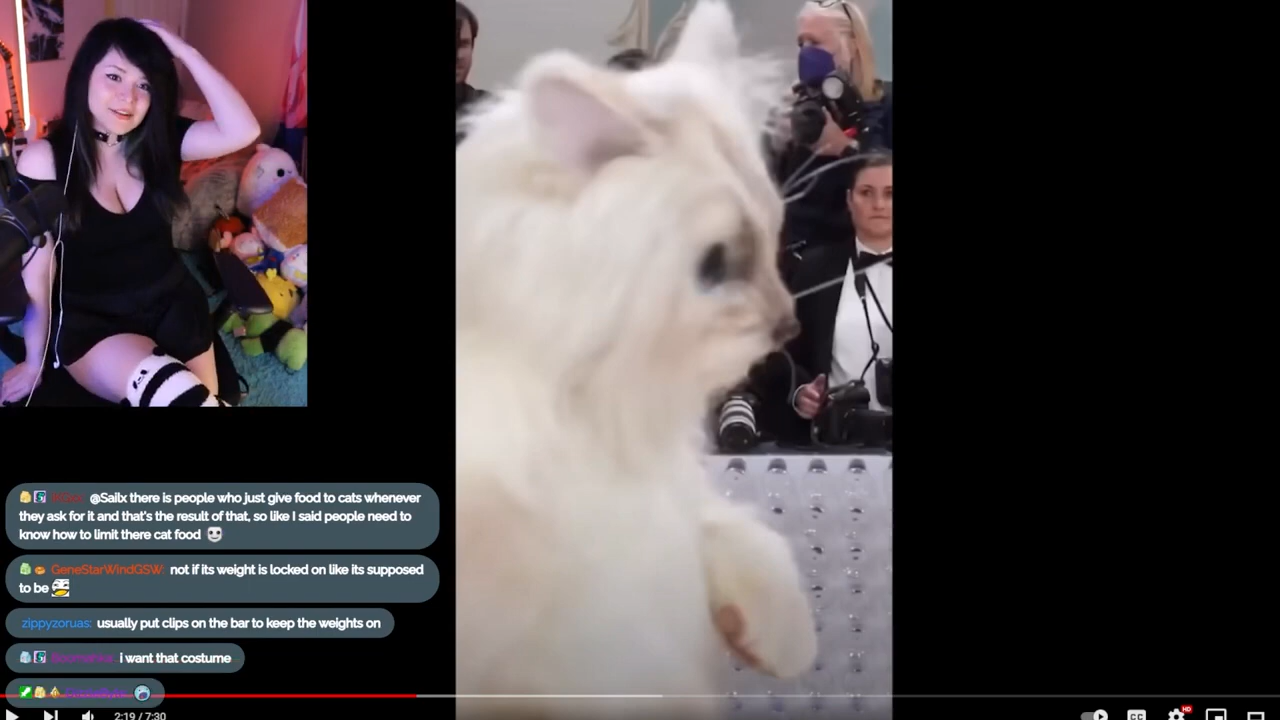 @Sailx there is people who just give food to cats whenever
they ask for it and that's the result of that, so like I said people need to
know how to limit there cat food
GeneStarWindGSW: not if its weight is locked on like its supposed
to be
zippyzoruas: usually put clips on the bar to keep the weights on
i want that costume
2:19 / 7:30
CC
HD